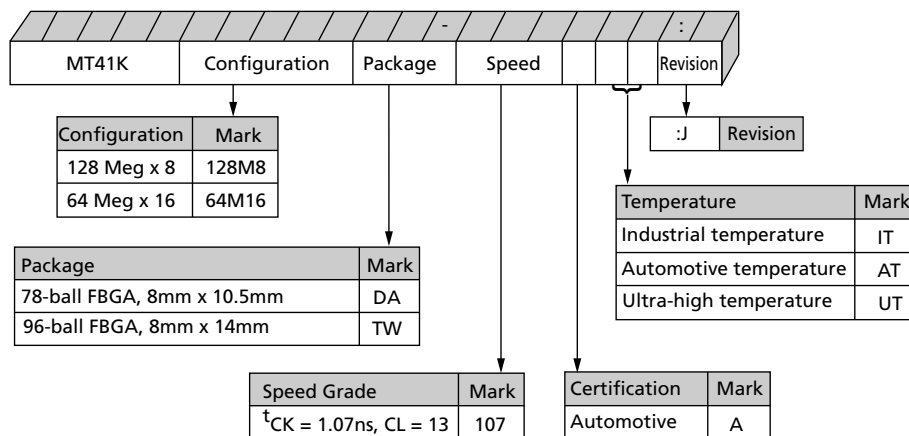 - :
MT41K Configuration Package Speed Revision
Configuration Mark
128 Meg x 8 128M8
64 Meg x 16 64M16
:J Revision
Temperature Mark
Industrial temperature IT
Automotive temperature AT
Ultra-high temperature UT
Package Mark
78-ball FBGA, 8mm x 10.5mm DA
96-ball FBGA, 8mm x 14mm TW
Speed Grade Mark
tCK = 1.07ns, CL = 13 107
Certification Mark
Automotive A